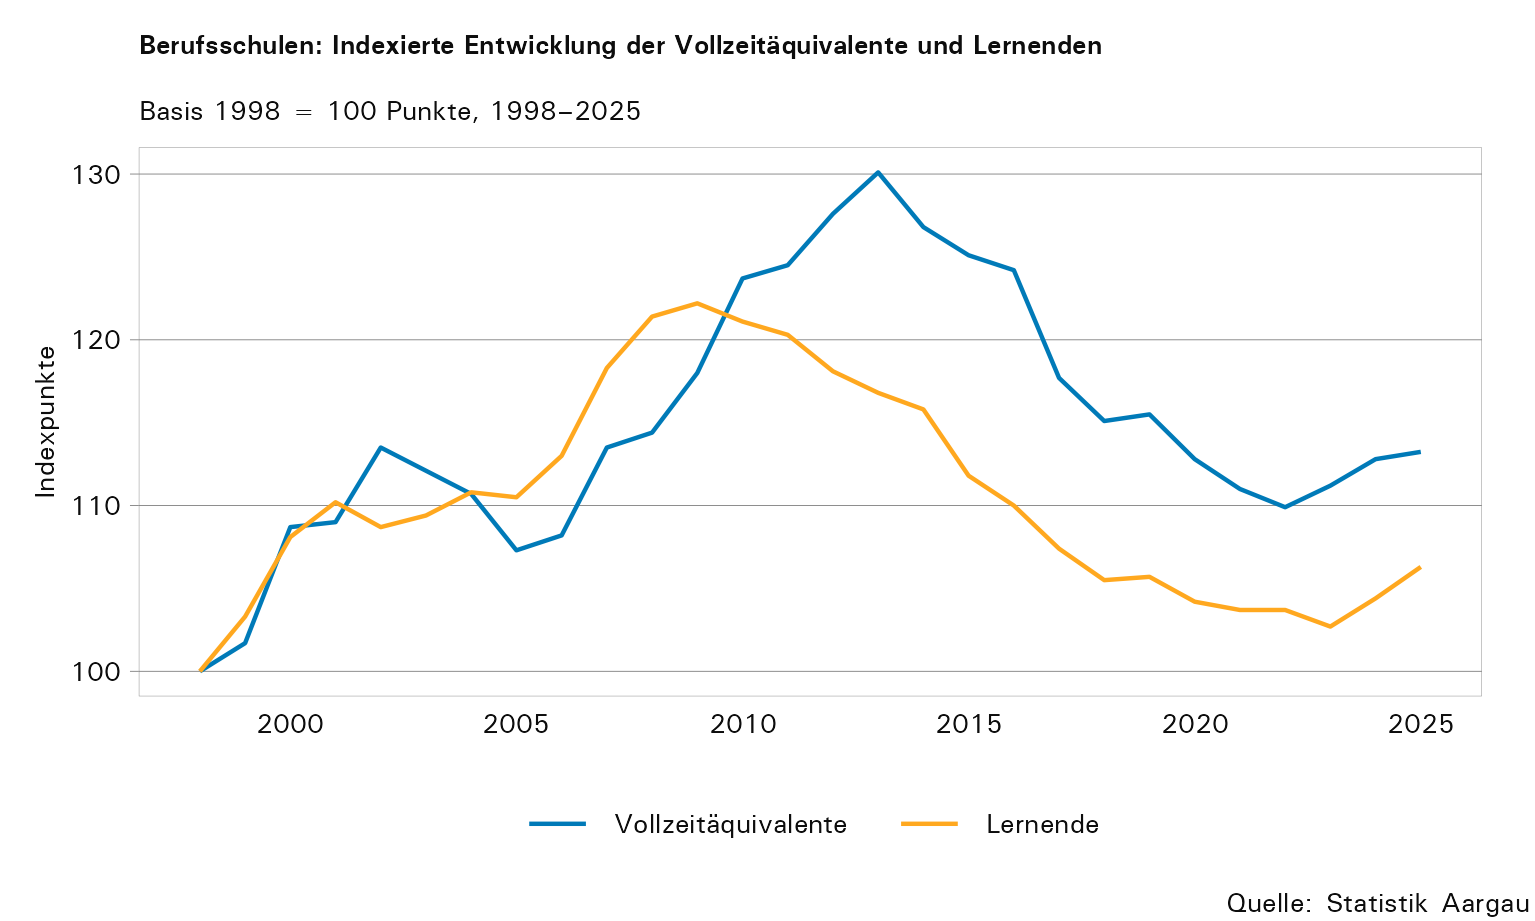 Berufsschulen: Indexierte Entwicklung der Vollzeitäquivalente und Lernenden
Basis 1998 = 100 Punkte, 1998–2025
130
120
110
100
Indexpunkte
2000 2005 2010 2015 2020 2025
Vollzeitäquivalente Lernende
Quelle: Statistik Aargau